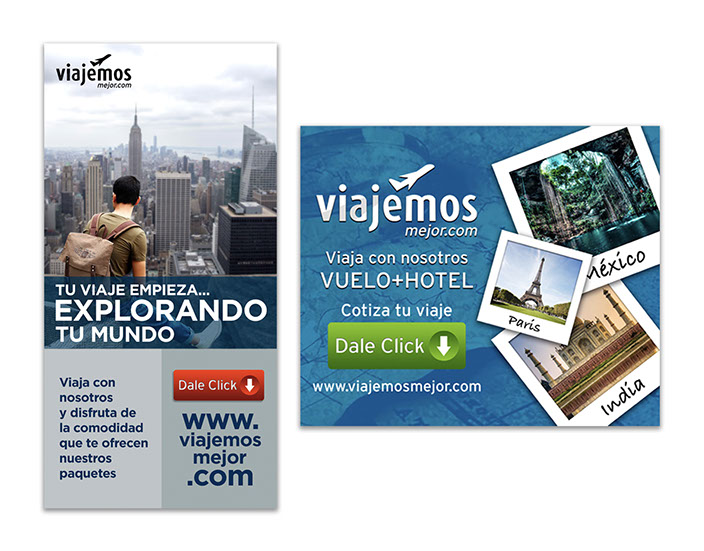 viajemos
mejor.com
TU VIAJE EMPIEZA...
EXPLORANDO
TU MUNDO
Viaja con
nosotros
y disfruta de
la comodidad
que te ofrecen
nuestros
paquetes
Dale Click
www.
viajemos
mejor
.com
viajemos
mejor.com
Viaja con nosotros
VUELO+HOTEL
Cotiza tu viaje
Dale Click
www.viajemosmejor.com
México
Paris
India